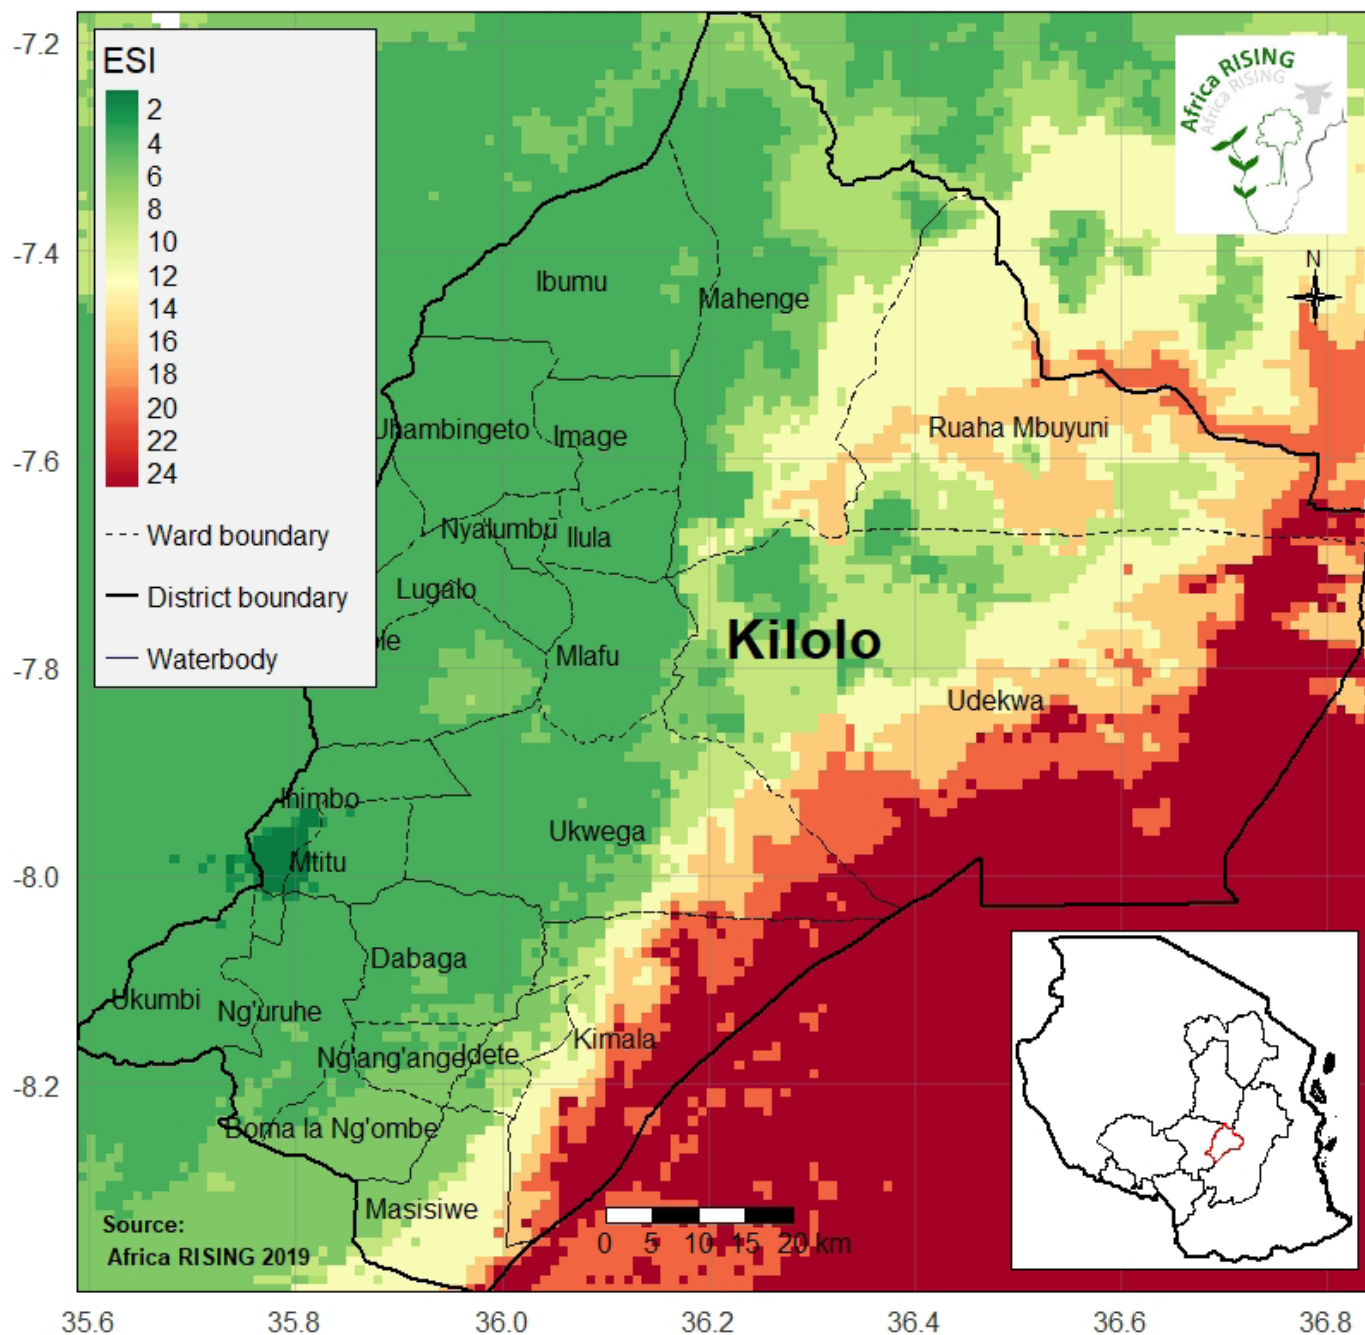 -7.2
-7.4
-7.6
-7.8
-8.0
-8.2
ESI
2
4
6
8
10
12
14
16
18
20
22
24
Ward boundary
District boundary
Waterbody
Africa RISING
Africa RISING
N
Ibumu
Mahenge
Uhambingeto
Image
Ruaha Mbuyuni
Nyalumbu
Ilula
Lugalo
Mlafu
Kilolo
Udekwa
Ihimbo
Mtitu
Ukwega
Dabaga
Ukumbi
Ng'uruhe
Ng'ang'ange
Idete
Kimala
Boma la Ng'ombe
Masisiwe
Source:
Africa RISING 2019
0 5 10 15 20 km
35.6 35.8 36.0 36.2 36.4 36.6 36.8